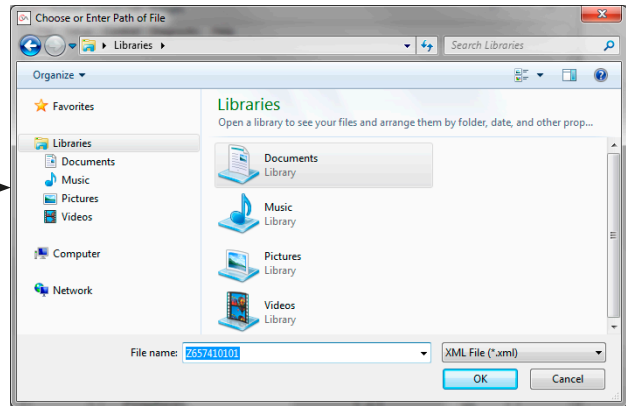 Choose or Enter Path of File
Libraries
Search Libraries
Organize
Favorites
Libraries
Documents
Music
Pictures
Videos
Computer
Network
Libraries
Open a library to see your files and arrange them by folder, date, and other prop...
Documents
Library
Music
Library
Pictures
Library
Videos
Library
File name: Z657410101
XML File (*.xml)
OK Cancel